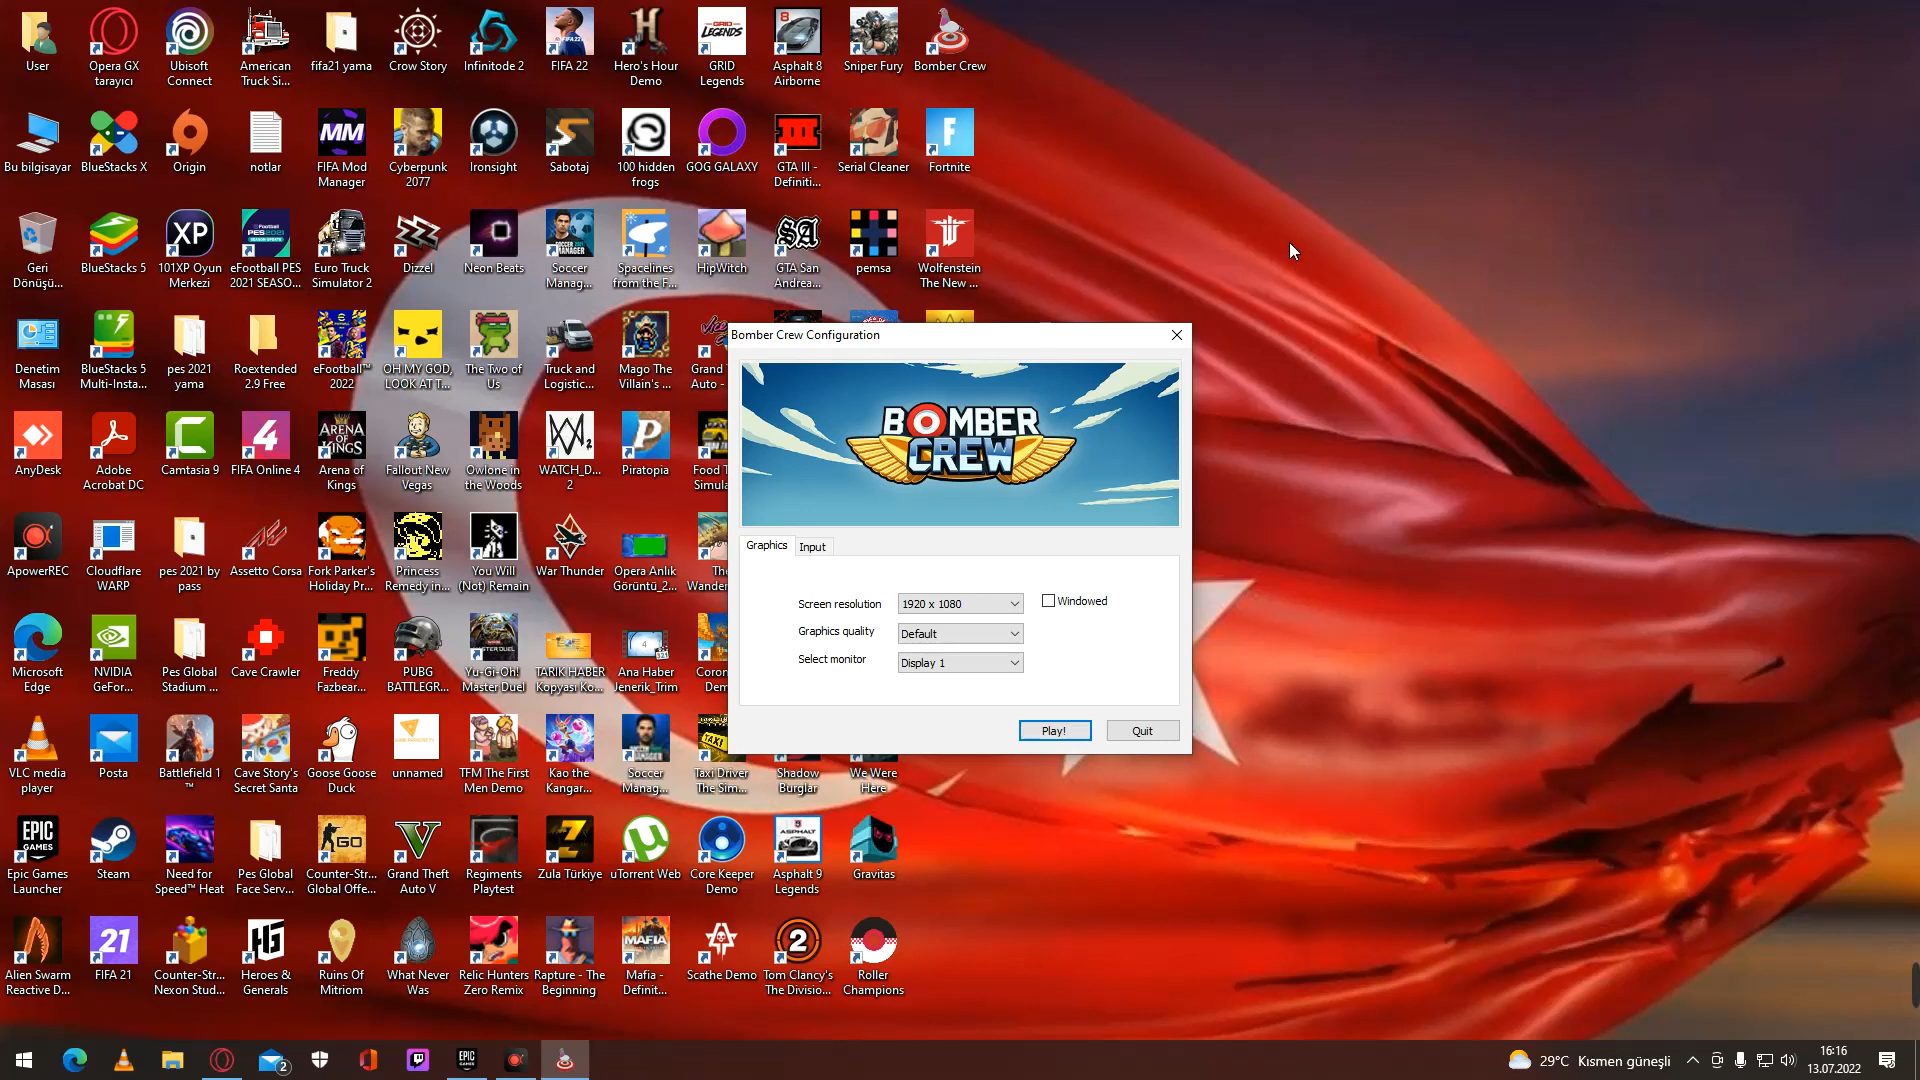 User
Opera GX
tarayıcı
Ubisoft
Connect
American
Truck Si...
fifa21 yama
Crow Story
Infinitode 2
FIFA 22
Hero's Hour
Demo
GRID
Legends
Asphalt 8
Airborne
Sniper Fury
Bomber Crew
Bu bilgisayar
BlueStacks X
Origin
notlar
FIFA Mod
Manager
Cyberpunk
2077
Ironsight
Sabotaj
100 hidden
frogs
GOG GALAXY
GTA III -
Definiti...
Serial Cleaner
Fortnite
Geri
Dönüşü...
BlueStacks 5
101XP Oyun
Merkezi
eFootball PES
2021 SEASO...
Euro Truck
Simulator 2
Dizzel
Neon Beats
Soccer
Manag...
Spacelines
from the F...
HipWitch
GTA San
Andrea...
pemsa
Wolfenstein
The New ...
Denetim
Masası
BlueStacks 5
Multi-Insta...
pes 2021
yama
Roextended
2.9 Free
eFootball™
2022
OH MY GOD,
LOOK AT T...
The Two of
Us
Truck and
Logistic...
Mago The
Villain's ...
Grand
Auto -
Bomber Crew Configuration
BOMBER
CREW
Graphics
Input
Screen resolution
1920 x 1080
Windowed
Graphics quality
Default
Select monitor
Display 1
Play!
Quit
AnyDesk
Adobe
Acrobat DC
Camtasia 9
FIFA Online 4
Arena of
Kings
Fallout New
Vegas
Owlone in
the Woods
WATCH_D...
2
Piratopia
Food T
Simula
ApowerREC
Cloudflare
WARP
pes 2021 by
pass
Assetto Corsa
Fork Parker's
Holiday Pr...
Princess
Remedy in...
You Will
(Not) Remain
War Thunder
Opera Anlık
Görüntü_2...
The
Wander
Microsoft
Edge
NVIDIA
GeFor...
Pes Global
Stadium ...
Cave Crawler
Freddy
Fazbear...
PUBG
BATTLEGR...
Yu-Gi-Oh!
Master Duel
TARIK HABER
Kopyası Ko...
Ana Haber
Jenerik_Trim
Coron
Dem
VLC media
player
Posta
Battlefield 1
™
Cave Story's
Secret Santa
Goose Goose
Duck
unnamed
TFM The First
Men Demo
Kao the
Kangar...
Soccer
Manag...
Taxi Driver
The Sim...
Shadow
Burglar
We Were
Here
Epic Games
Launcher
Steam
Need for
Speed™ Heat
Pes Global
Face Serv...
Counter-Str...
Global Offe...
Grand Theft
Auto V
Regiments
Playtest
Zula Türkiye
uTorrent Web
Core Keeper
Demo
Asphalt 9
Legends
Gravitas
Alien Swarm
Reactive D...
FIFA 21
Counter-Str...
Nexon Stud...
Heroes &
Generals
Ruins Of
Mitriom
What Never
Was
Relic Hunters
Zero Remix
Rapture - The
Beginning
Mafia -
Definit...
Scathe Demo
Tom Clancy's
The Divisio...
Roller
Champions
2
29°C Kısmen güneşli
16:16
13.07.2022